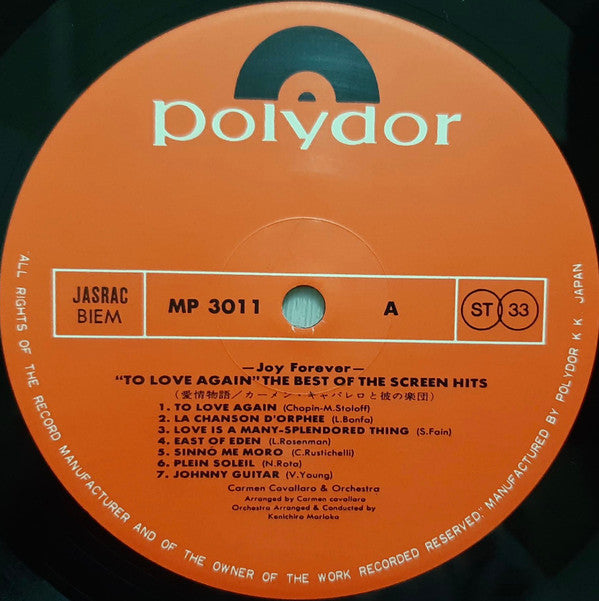 polydor
JASRAC
BIEM
MP 3011
A
ST 33
—Joy Forever—
"TO LOVE AGAIN" THE BEST OF THE SCREEN HITS
(愛情物語/カーメン・キャバレロと彼の楽団)
1. TO LOVE AGAIN (Chopin-M.Stoloff)
2. LA CHANSON D'ORPHEE (L.Bonfa)
3. LOVE IS A MANY-SPLENDORED THING (S.Fain)
4. EAST OF EDEN (L.Rosenman)
5. SINNO ME MORO (C.Rustichelli)
6. PLEIN SOLEIL (N.Rota)
7. JOHNNY GUITAR (V.Young)
Carmen Cavallaro & Orchestra
Arranged by Carmen cavallaro
Orchestra Arranged & Conducted by
Kenichiro Morioka
"ALL RIGHTS OF THE RECORD MANUFACTURER AND OF THE OWNER OF THE WORK RECORDED RESERVED." MANUFACTURED BY POLYDOR K K JAPAN